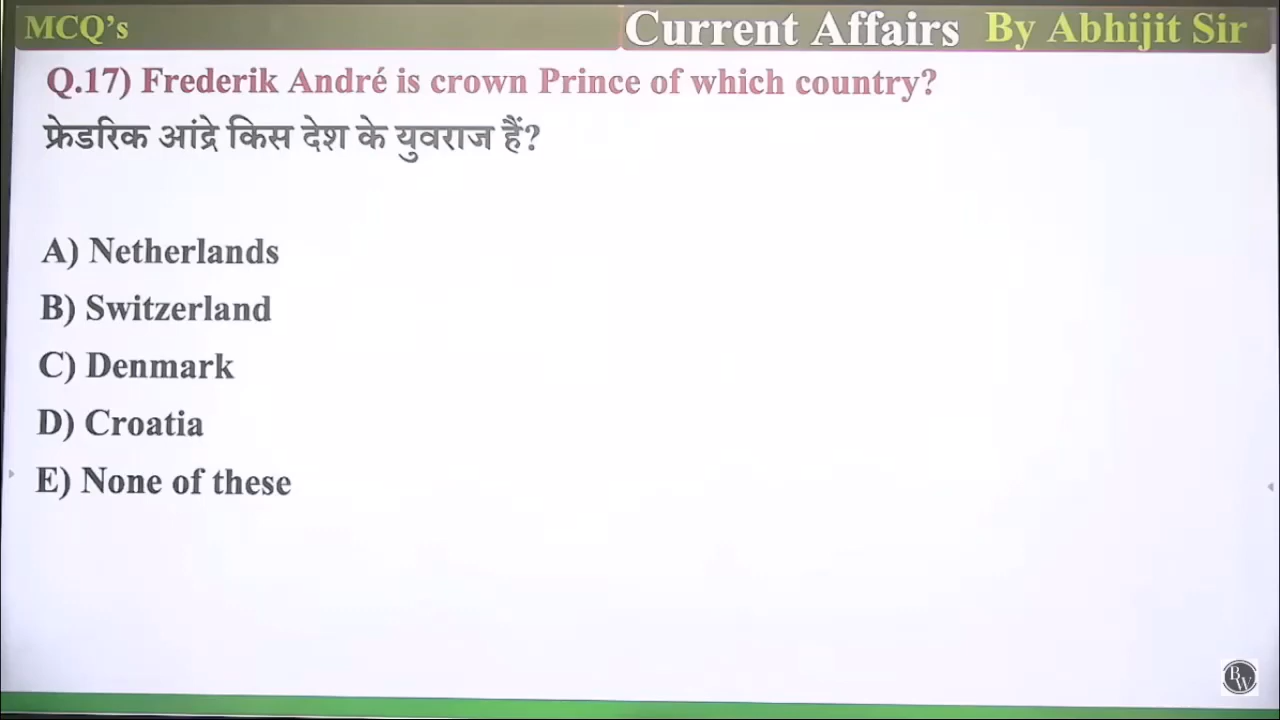 MCQ's
Current Affairs By Abhijit Sir
Q.17) Frederik André is crown Prince of which country?
फ्रेडरिक आंद्रे किस देश के युवराज हैं?
A) Netherlands
B) Switzerland
C) Denmark
D) Croatia
E) None of these
PW